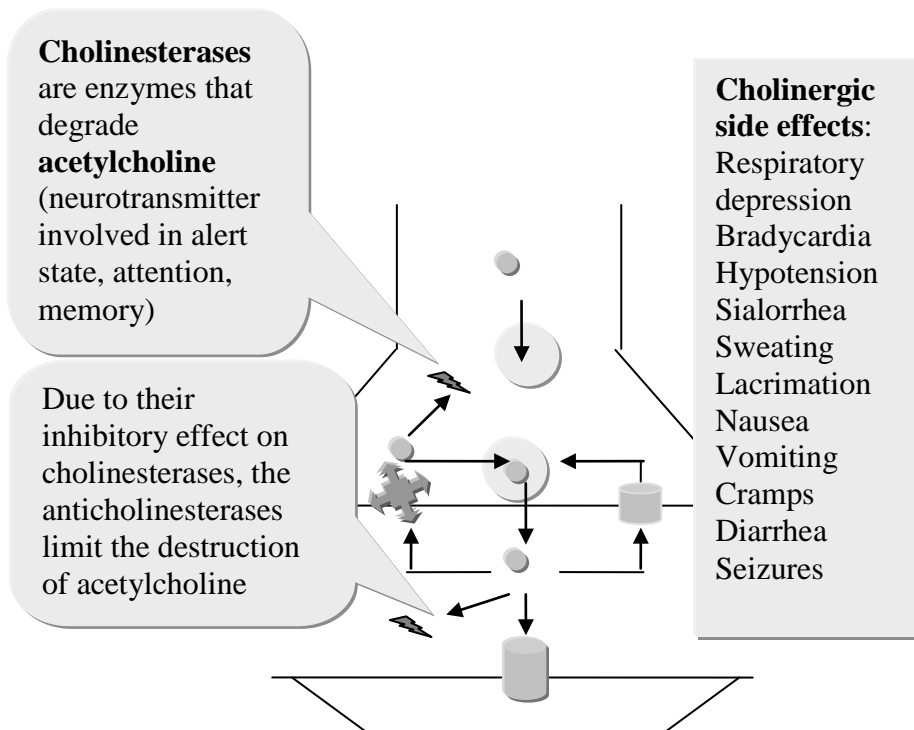 Cholinesterases
are enzymes that
degrade
acetylcholine
(neurotransmitter
involved in alert
state, attention,
memory)
Due to their
inhibitory effect on
cholinesterases, the
anticholinesterases
limit the destruction
of acetylcholine
Cholinergic
side effects:
Respiratory
depression
Bradycardia
Hypotension
Sialorrhea
Sweating
Lacrimation
Nausea
Vomiting
Cramps
Diarrhea
Seizures